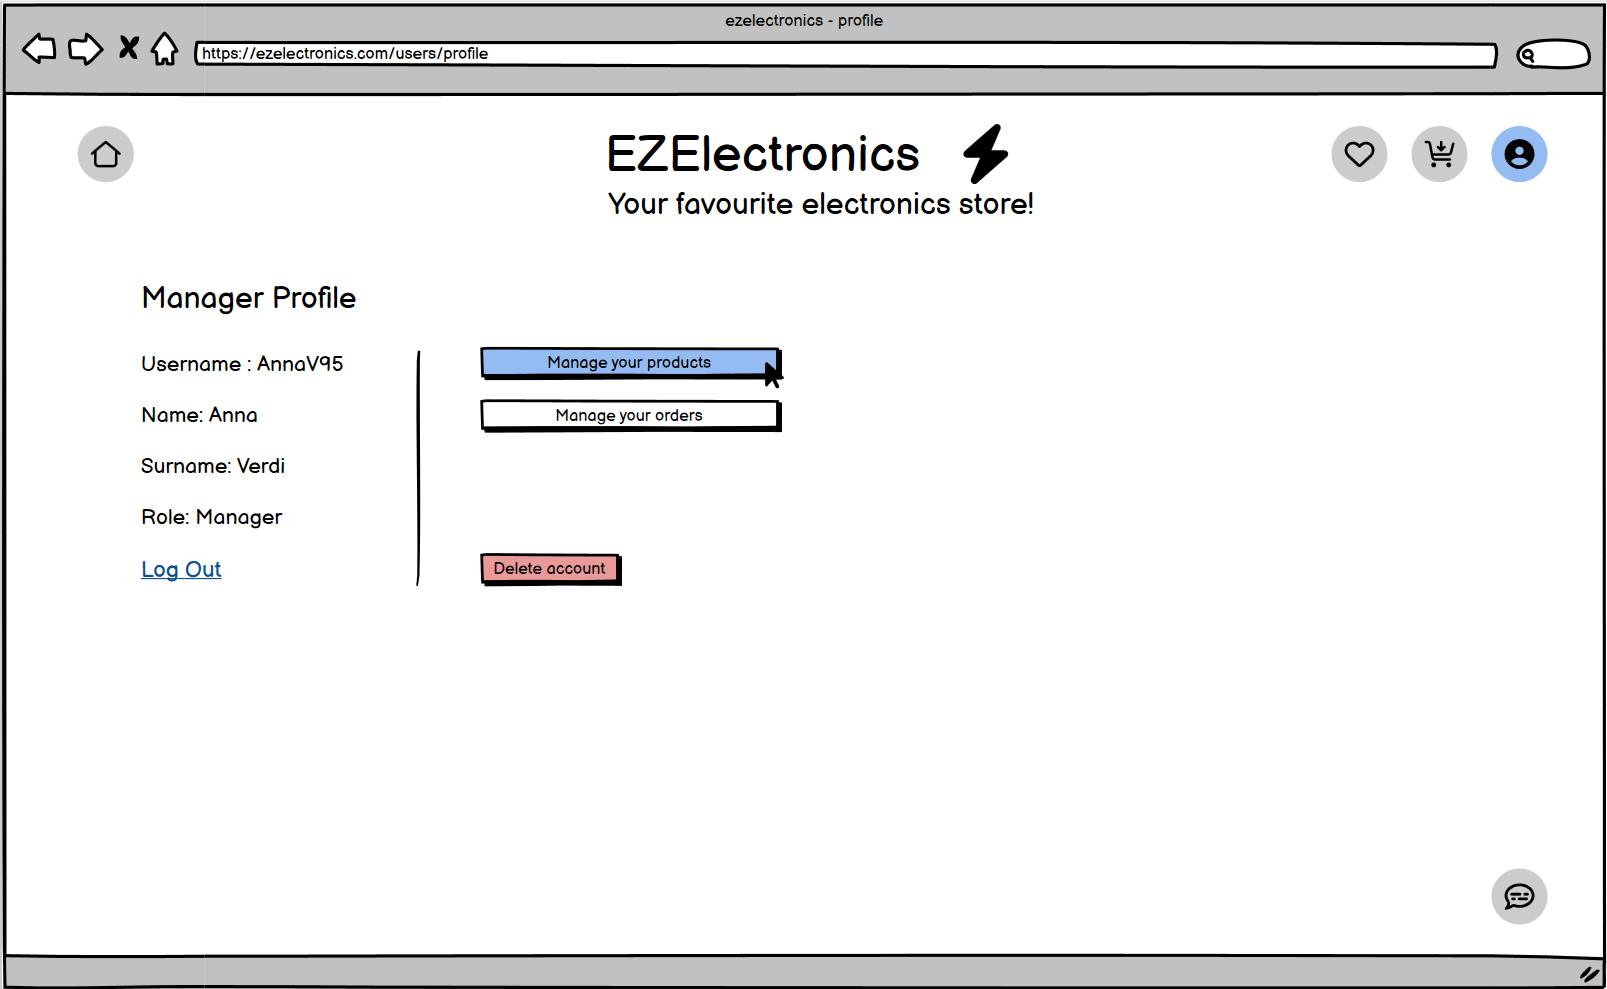 ezelectronics - profile
https://ezelectronics.com/users/profile
EZElectronics
Your favourite electronics store!
Manager Profile
Username : AnnaV95
Name: Anna
Surname: Verdi
Role: Manager
Log Out
Manage your products
Manage your orders
Delete account